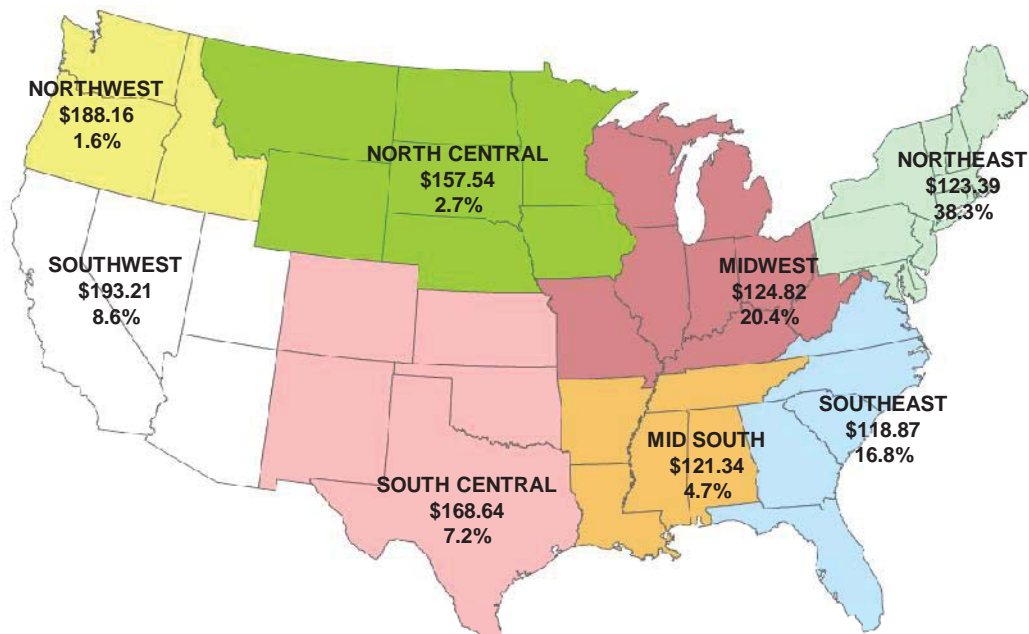 NORTHWEST
$188.16
1.6%
NORTH CENTRAL
$157.54
2.7%
NORTHEAST
$123.39
38.3%
SOUTHWEST
$193.21
8.6%
MIDWEST
$124.82
20.4%
SOUTHEAST
$118.87
16.8%
MID SOUTH
$121.34
4.7%
SOUTH CENTRAL
$168.64
7.2%